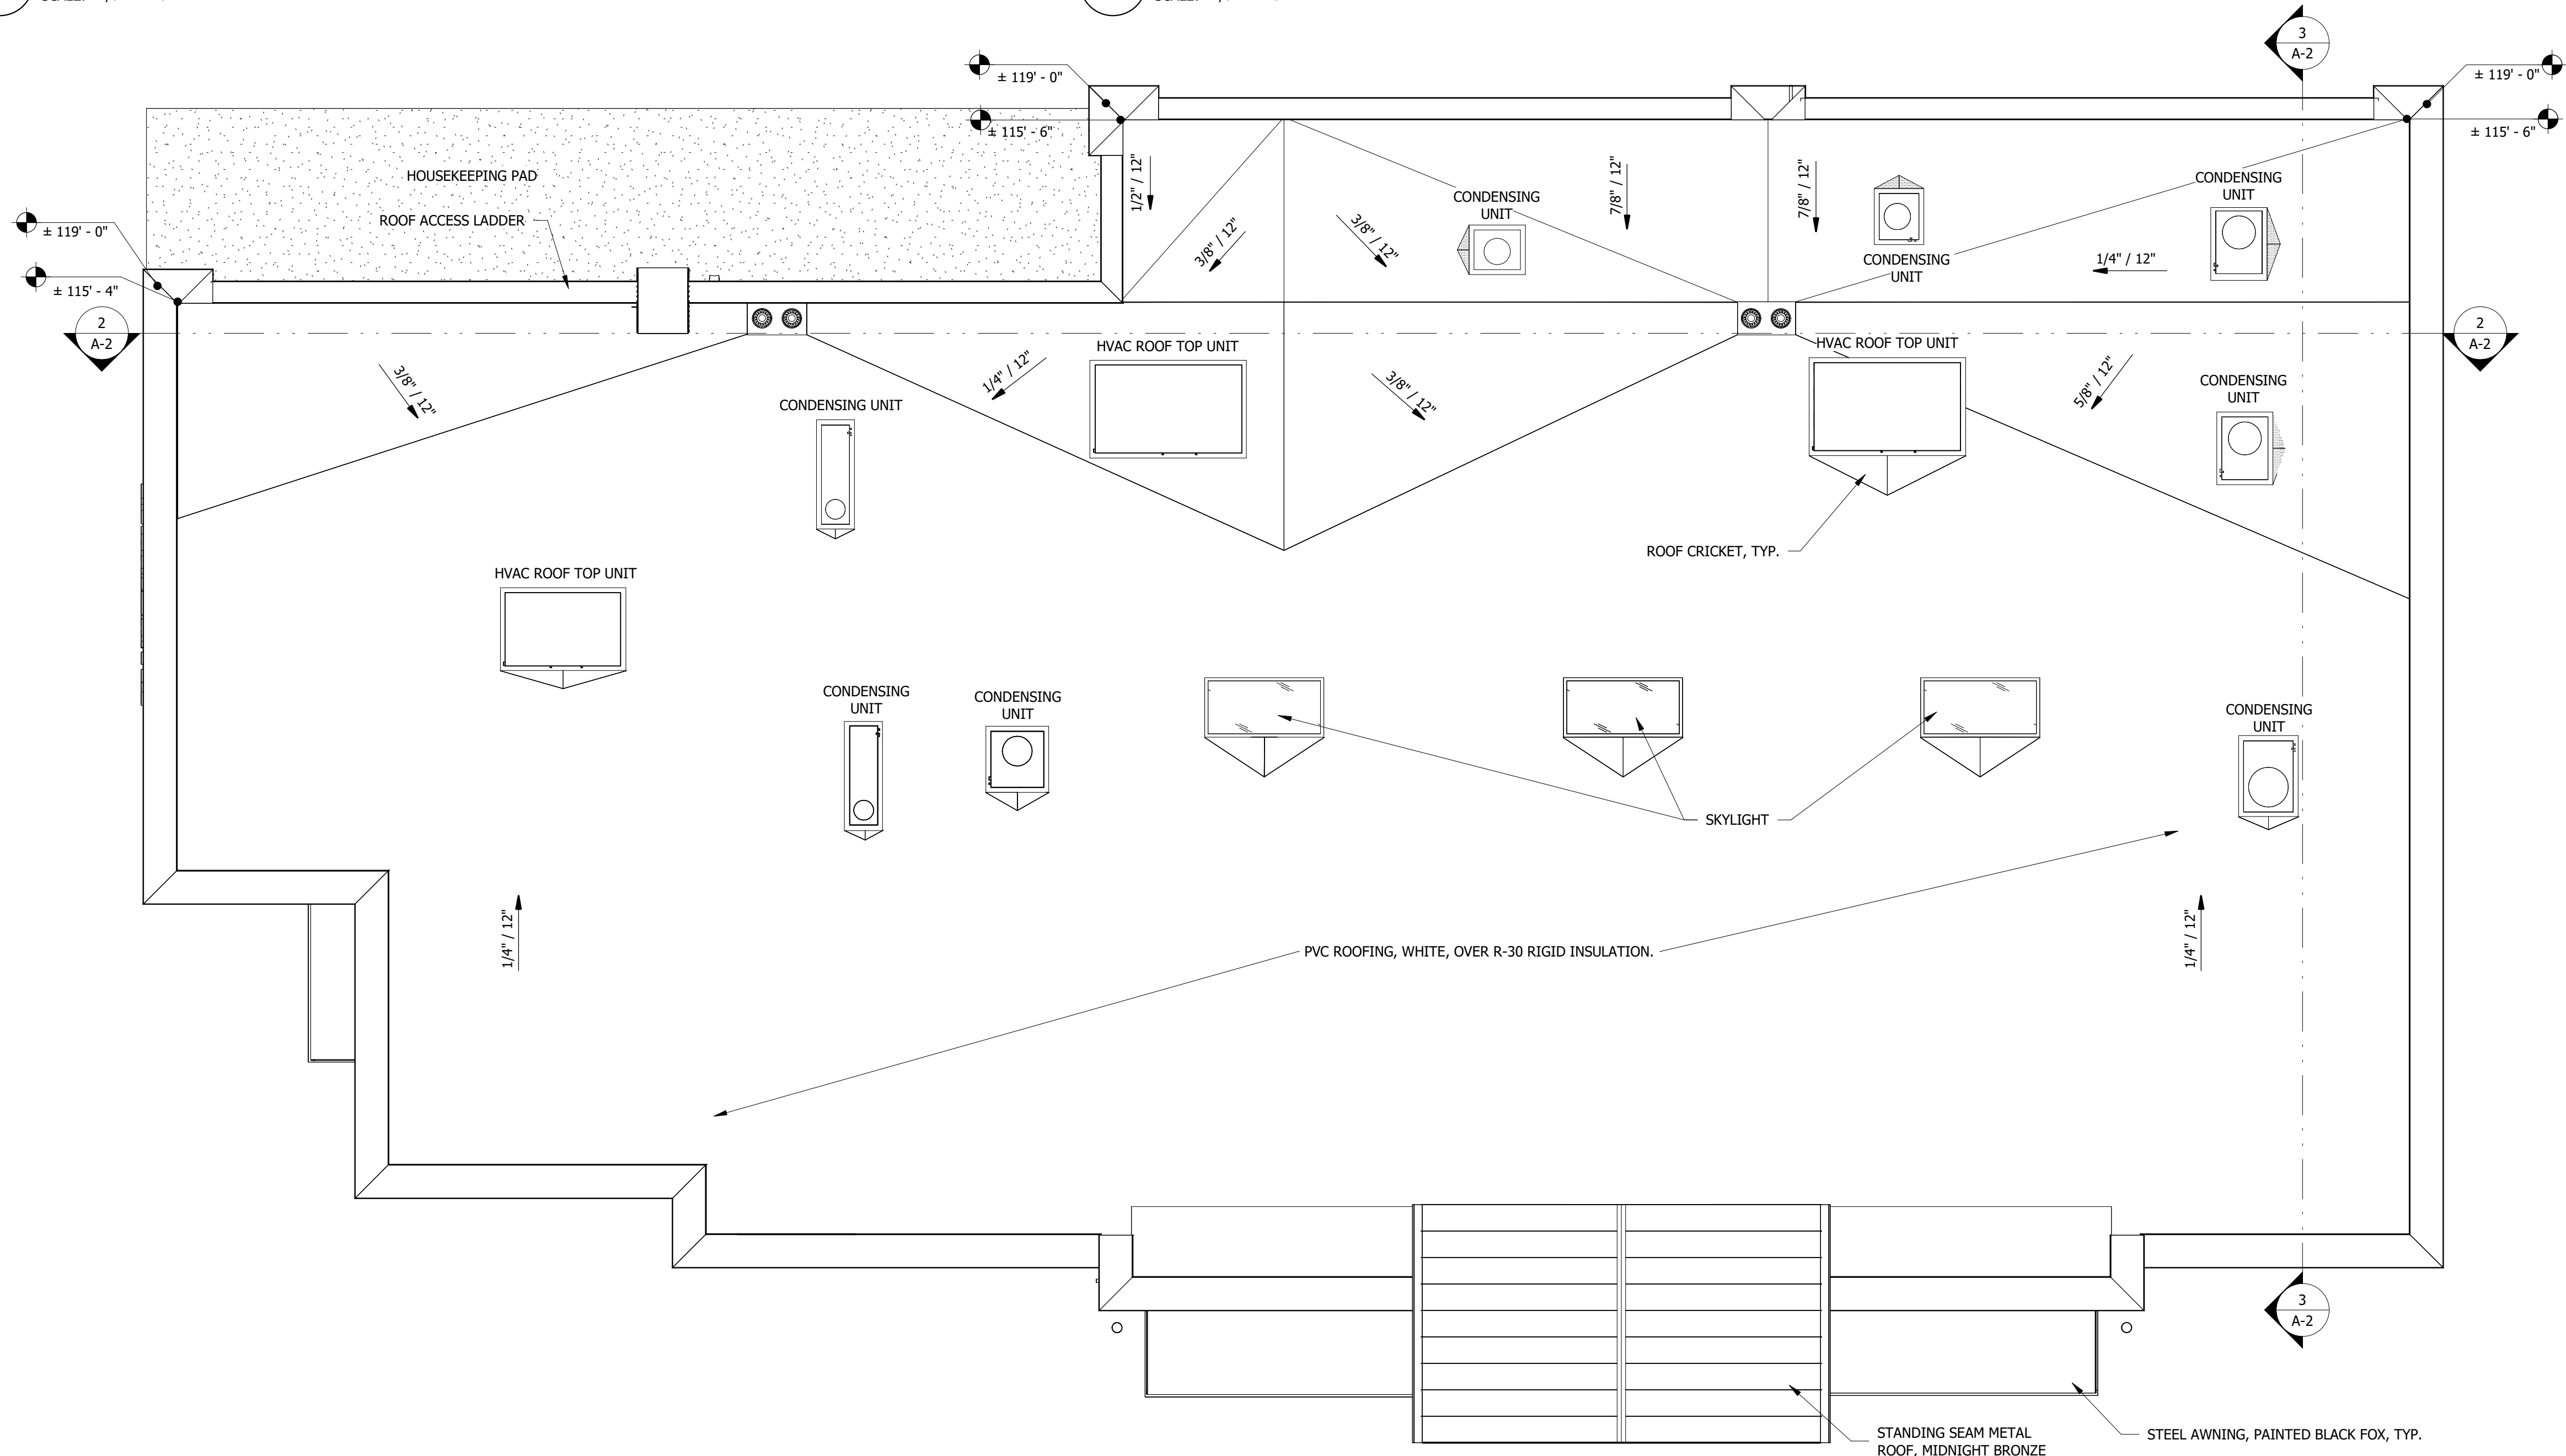 3
A-2
± 119' - 0"
± 119' - 0"
± 115' - 6"
± 115' - 6"
HOUSEKEEPING PAD
ROOF ACCESS LADDER
1/2" / 12"
7/8" / 12"
7/8" / 12"
CONDENSING
UNIT
CONDENSING
UNIT
± 119' - 0"
3/8" / 12"
3/8" / 12"
CONDENSING
UNIT
1/4" / 12"
± 115' - 4"
2
A-2
2
A-2
HVAC ROOF TOP UNIT
HVAC ROOF TOP UNIT
3/8" / 12"
1/4" / 12"
3/8" / 12"
5/8" / 12"
CONDENSING
UNIT
CONDENSING UNIT
ROOF CRICKET, TYP.
HVAC ROOF TOP UNIT
CONDENSING
UNIT
CONDENSING
UNIT
CONDENSING
UNIT
SKYLIGHT
1/4" / 12"
1/4" / 12"
PVC ROOFING, WHITE, OVER R-30 RIGID INSULATION.
3
A-2
STANDING SEAM METAL
ROOF, MIDNIGHT BRONZE
STEEL AWNING, PAINTED BLACK FOX, TYP.